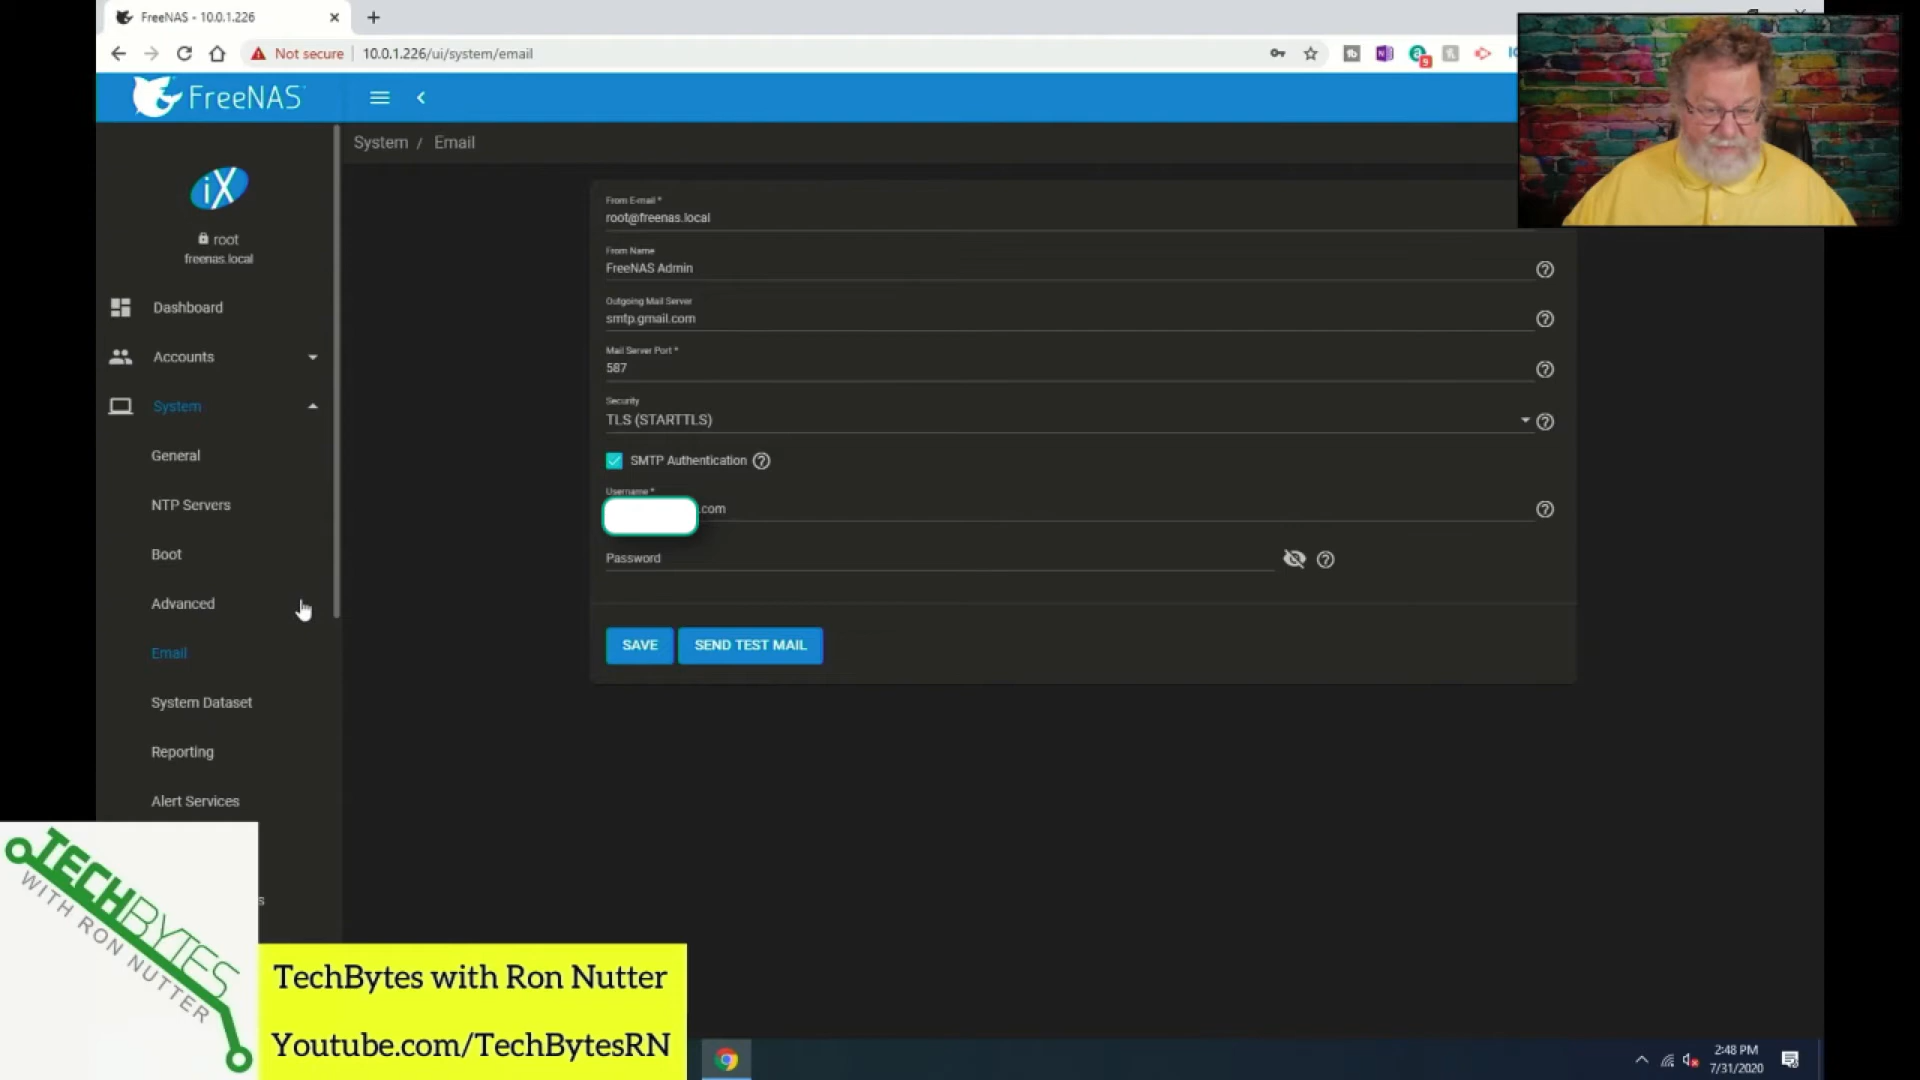 FreeNAS - 10.0.1.226
Not secure
10.0.1.226/ui/system/email
9
FreeNAS
System / Email
iX
root
freenas.local
Dashboard
Accounts
System
General
NTP Servers
Boot
Advanced
Email
System Dataset
Reporting
Alert Services
s
From E-mail *
root@freenas.local
From Name
FreeNAS Admin
Outgoing Mail Server
smtp.gmail.com
Mail Server Port *
587
Security
TLS (STARTTLS)
SMTP Authentication
Username *
.com
Password
SAVE
SEND TEST MAIL
TECHBYTES
WITH RON NUTTER
TechBytes with Ron Nutter
Youtube.com/TechBytesRN
2:48 PM
7/31/2020